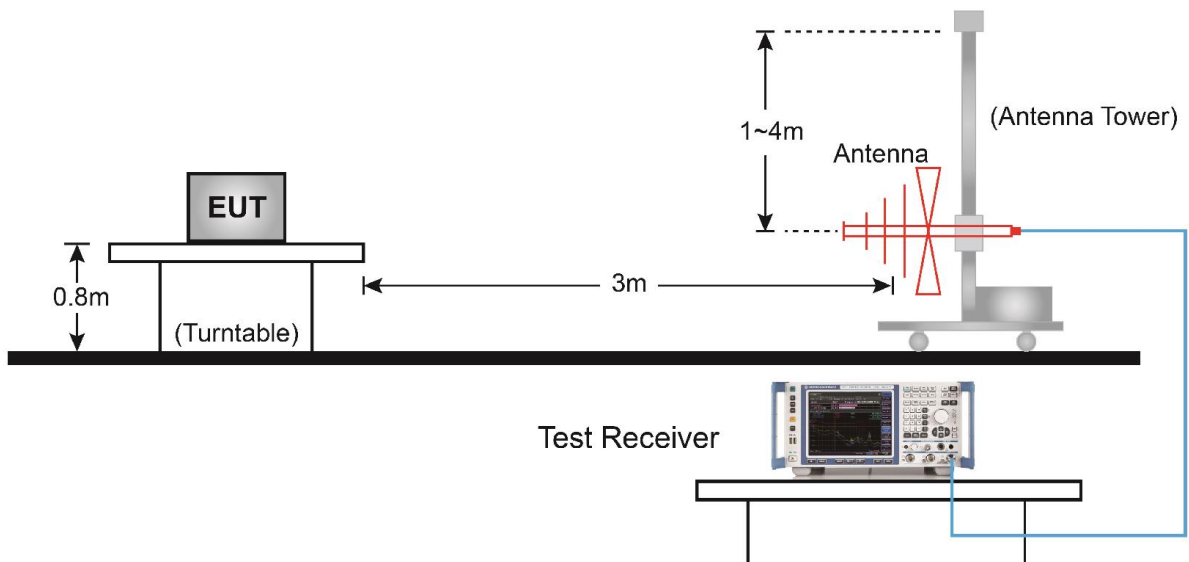 1~4m
(Antenna Tower)
Antenna
EUT
0.8m
3m
(Turntable)
Test Receiver